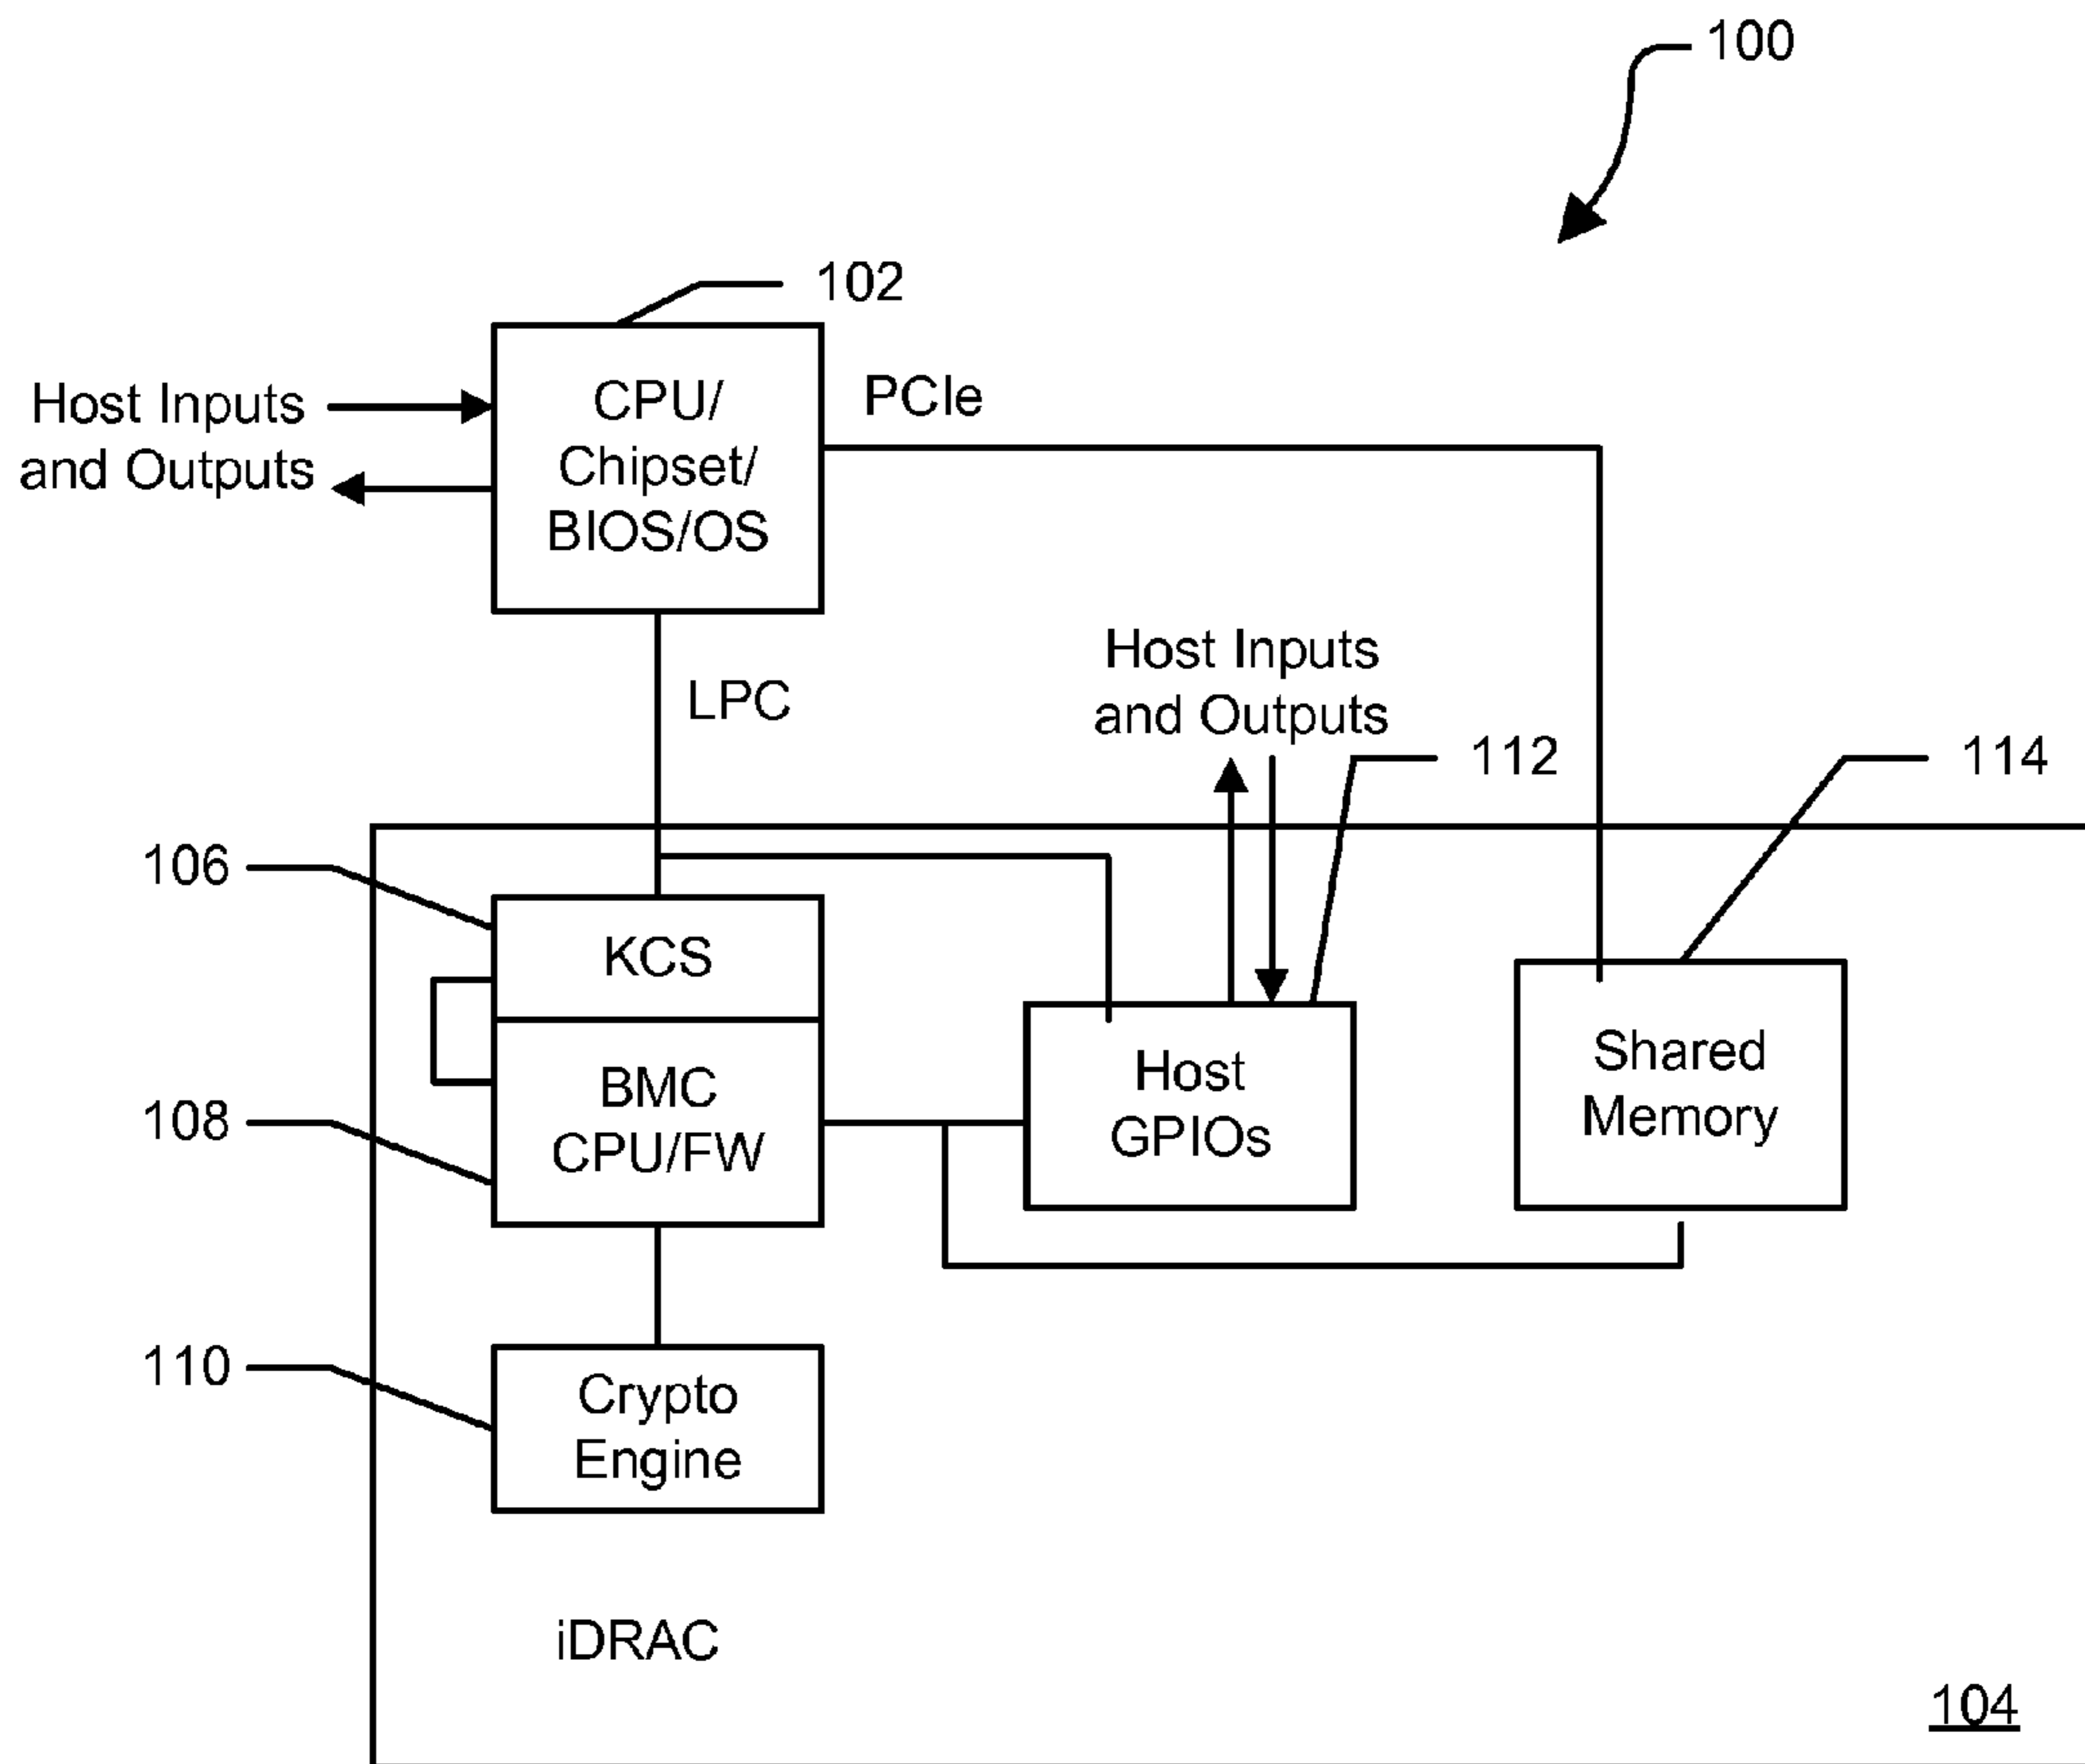 100
102
Host Inputs
and Outputs
CPU/
Chipset/
BIOS/OS
PCIe
LPC
Host Inputs
and Outputs
112
114
106
KCS
108
BMC
CPU/FW
Host
GPIOs
Shared
Memory
110
Crypto
Engine
iDRAC
104